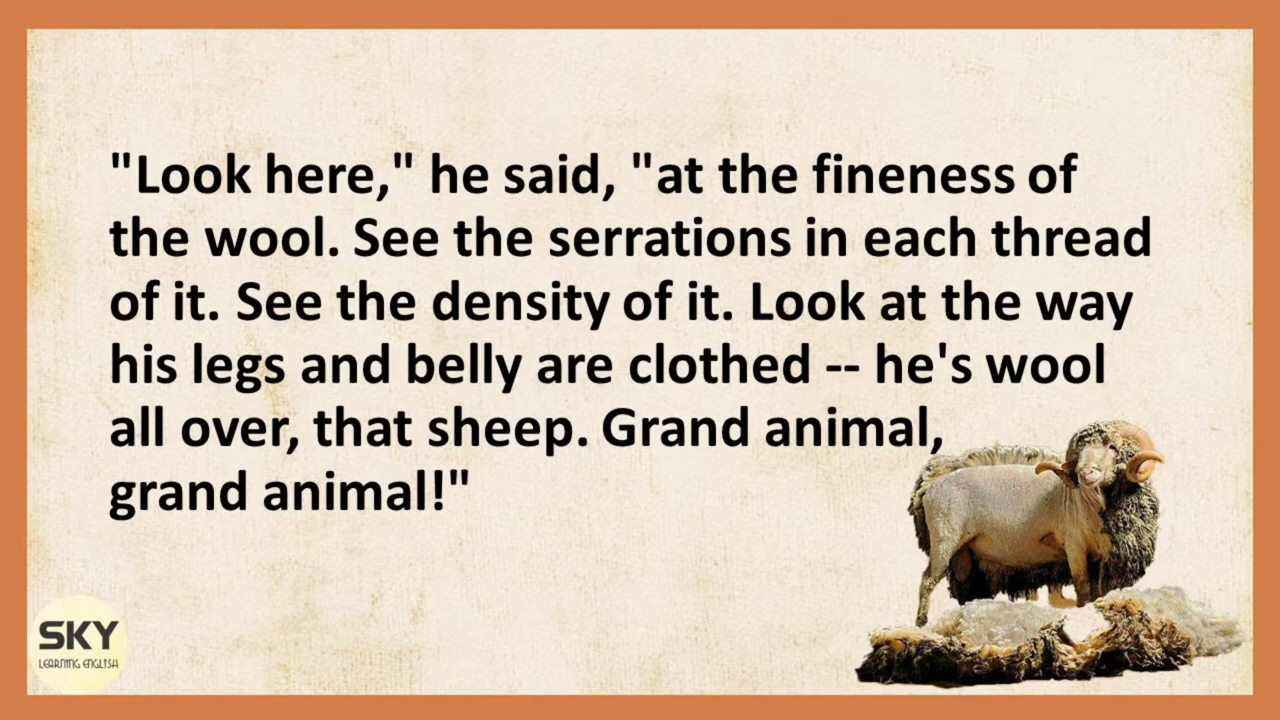 "Look here," he said, "at the fineness of
the wool. See the serrations in each thread
of it. See the density of it. Look at the way
his legs and belly are clothed -- he's wool
all over, that sheep. Grand animal,
grand animal!"
SKY
LEARNING ENGLISH